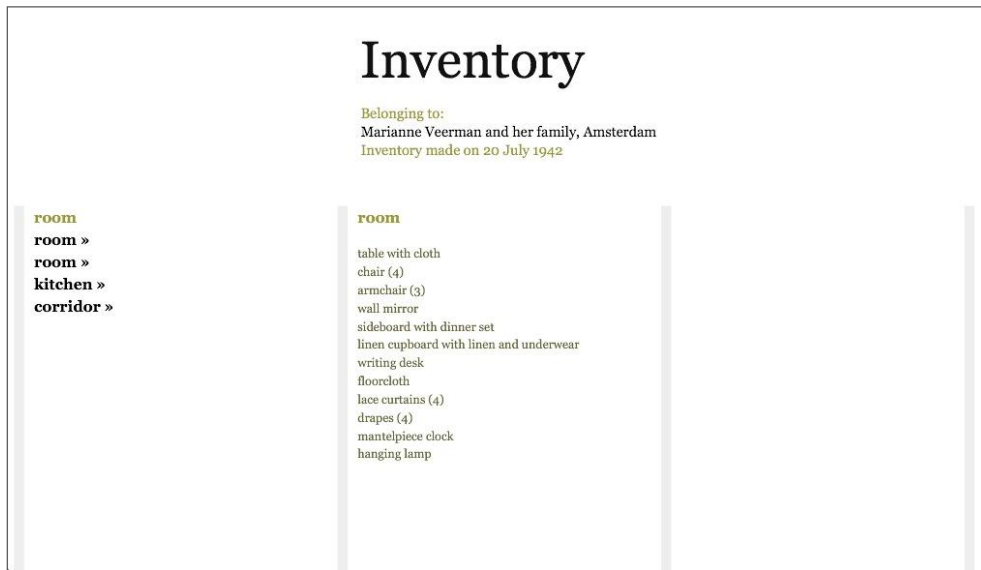 Inventory
Belonging to:
Marianne Veerman and her family, Amsterdam
Inventory made on 20 July 1942
room
room »
room »
kitchen »
corridor »
room
table with cloth
chair (4)
armchair (3)
wall mirror
sideboard with dinner set
linen cupboard with linen and underwear
writing desk
floorcloth
lace curtains (4)
drapes (4)
mantelpiece clock
hanging lamp